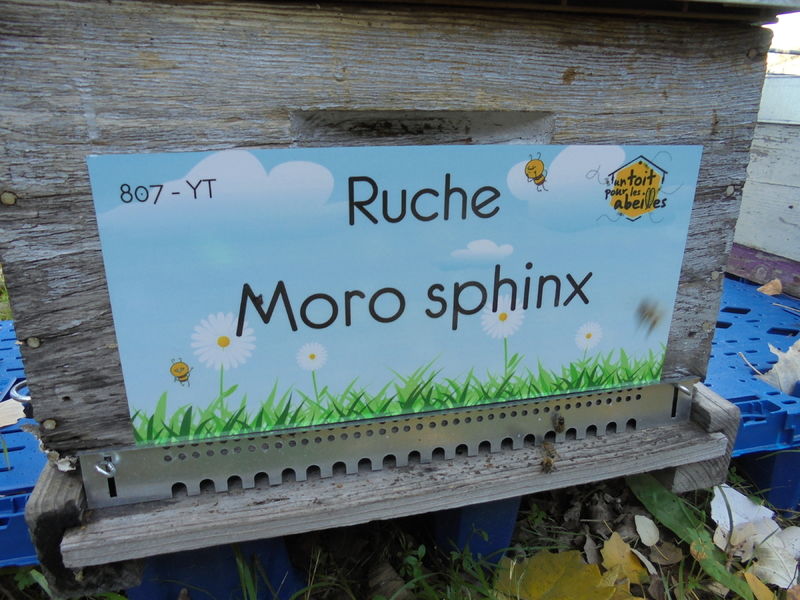 807 - YT
Ruche
un toit
pour les
abeilles
Moro sphinx